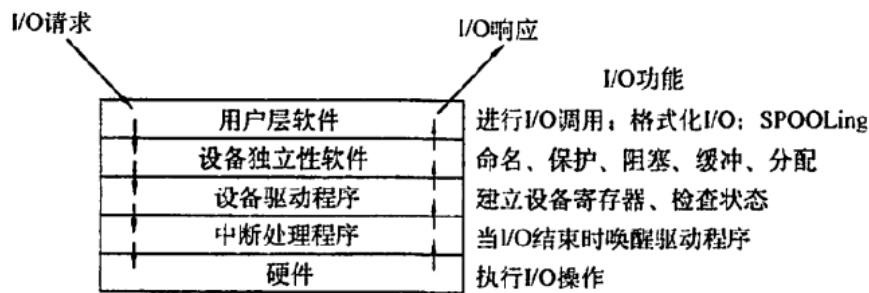 I/O请求
I/O响应
I/O功能
用户层软件 进行I/O调用；格式化I/O；SPOOLing
设备独立性软件 命名、保护、阻塞、缓冲、分配
设备驱动程序 建立设备寄存器、检查状态
中断处理程序 当I/O结束时唤醒驱动程序
硬件 执行I/O操作